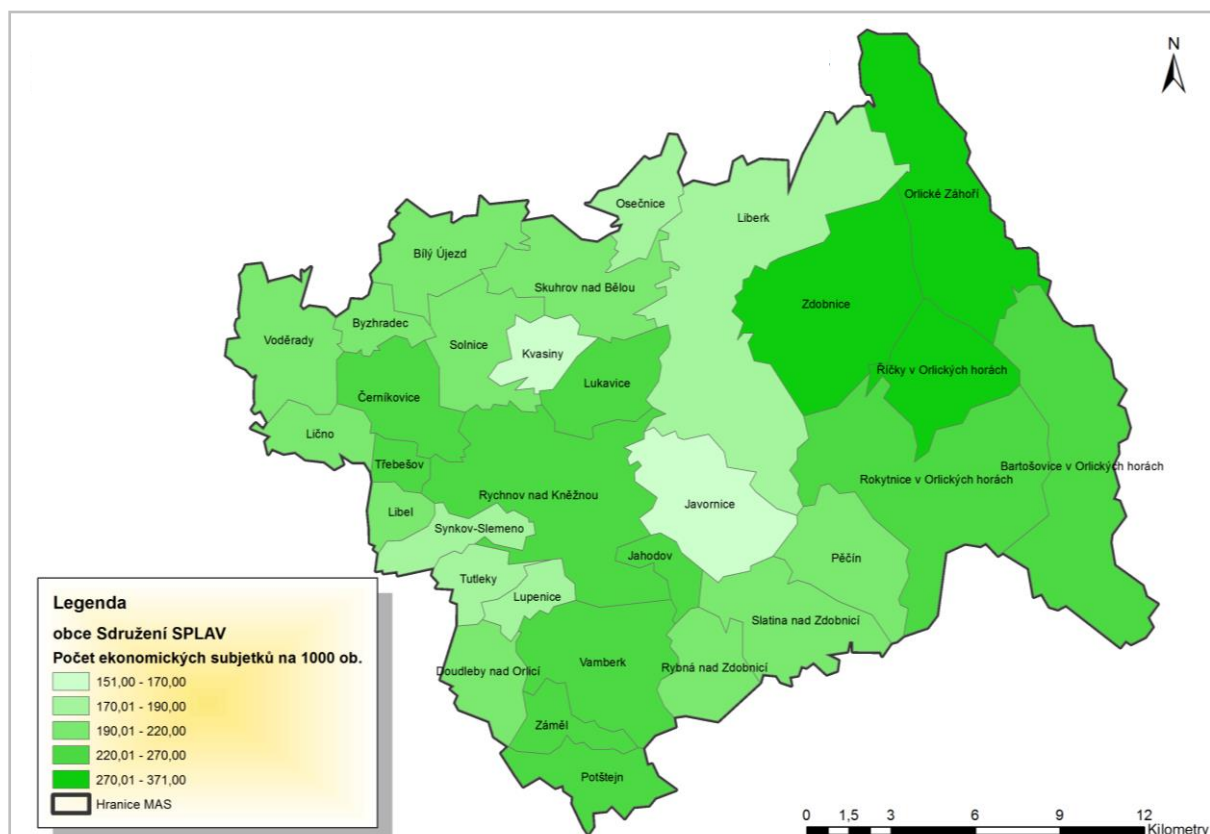 N
Orlické Záhoří
Osečnice
Liberk
Bílý Újezd
Skuhrov nad Bělou
Zdobnice
Byzhradec
Voděrady
Solnice
Kvasiny
Říčky v Orlických horách
Lukavice
Černíkovice
Lično
Třebešov
Bartošovice v Orlických horách
Rokytnice v Orlických horách
Rychnov nad Kněžnou
Javornice
Libel
Synkov-Slemeno
Jahodov
Pěčín
Tutleky
Lupenice
Slatina nad Zdobnicí
Doudleby nad Orlicí
Vamberk
Rybná nad Zdobnicí
Záměl
Potštejn
Legenda
obce Sdružení SPLAV
Počet ekonomických subjetků na 1000 ob.
151,00 - 170,00
170,01 - 190,00
190,01 - 220,00
220,01 - 270,00
270,01 - 371,00
Hranice MAS
0 1,5 3 6 9 12
Kilometry